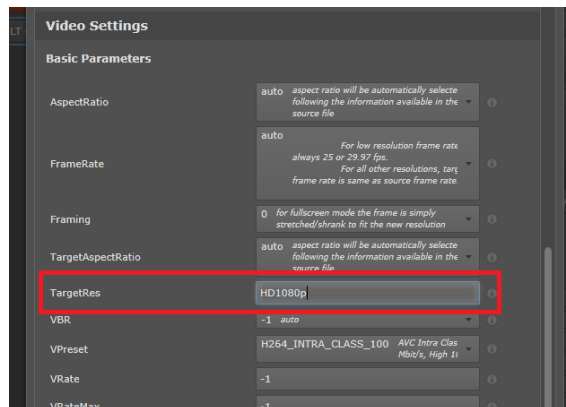 LT
Video Settings
Basic Parameters
AspectRatio
auto aspect ratio will be automatically selecte
following the information available in the
source file
FrameRate
auto
For low resolution frame rate
always 25 or 29.97 fps.
For all other resolutions, targ
frame rate is same as source frame rate.
Framing
0 for fullscreen mode the frame is simply
stretched/shrank to fit the new resolution
TargetAspectRatio
auto aspect ratio will be automatically selecte
following the information available in the
source file
TargetRes
HD1080p
VBR
-1 auto
VPreset
H264_INTRA_CLASS_100 AVC Intra Clas
Mbit/s, High 1
VRate
-1
VRateMax
-1